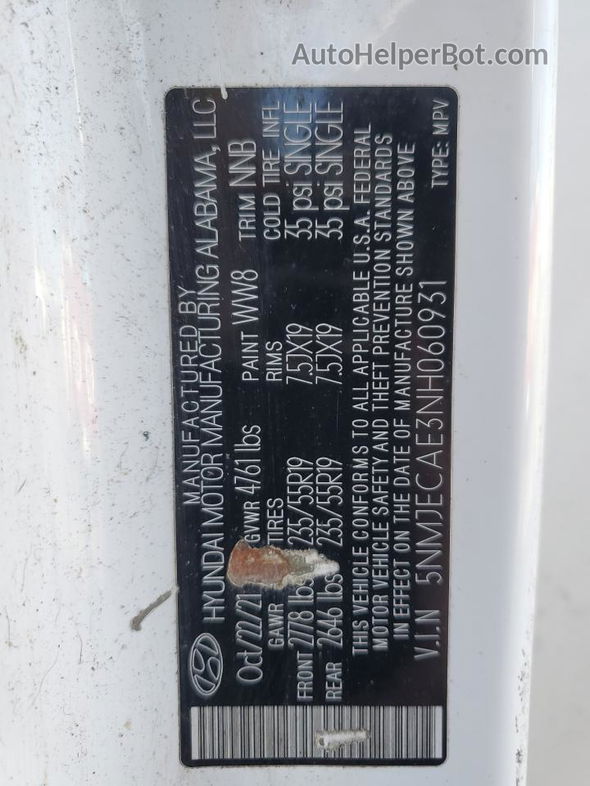 AutoHelperBot.com
MANUFACTURED BY
HYUNDAI MOTOR MANUFACTURING ALABAMA, LLC
Oct/22/21 GVWR 4761 lbs PAINT WW8 TRIM NNB
GAWR TIRES RIMS COLD TIRE INFL
FRONT 2778 lbs 235/55R19 7.5JX19 35 psi SINGLE
REAR 2646 lbs 235/55R19 7.5JX19 35 psi SINGLE
THIS VEHICLE CONFORMS TO ALL APPLICABLE U.S.A. FEDERAL
MOTOR VEHICLE SAFETY AND THEFT PREVENTION STANDARDS
IN EFFECT ON THE DATE OF MANUFACTURE SHOWN ABOVE
V.I.N 5NMJECAE3NH060931 TYPE: MPV